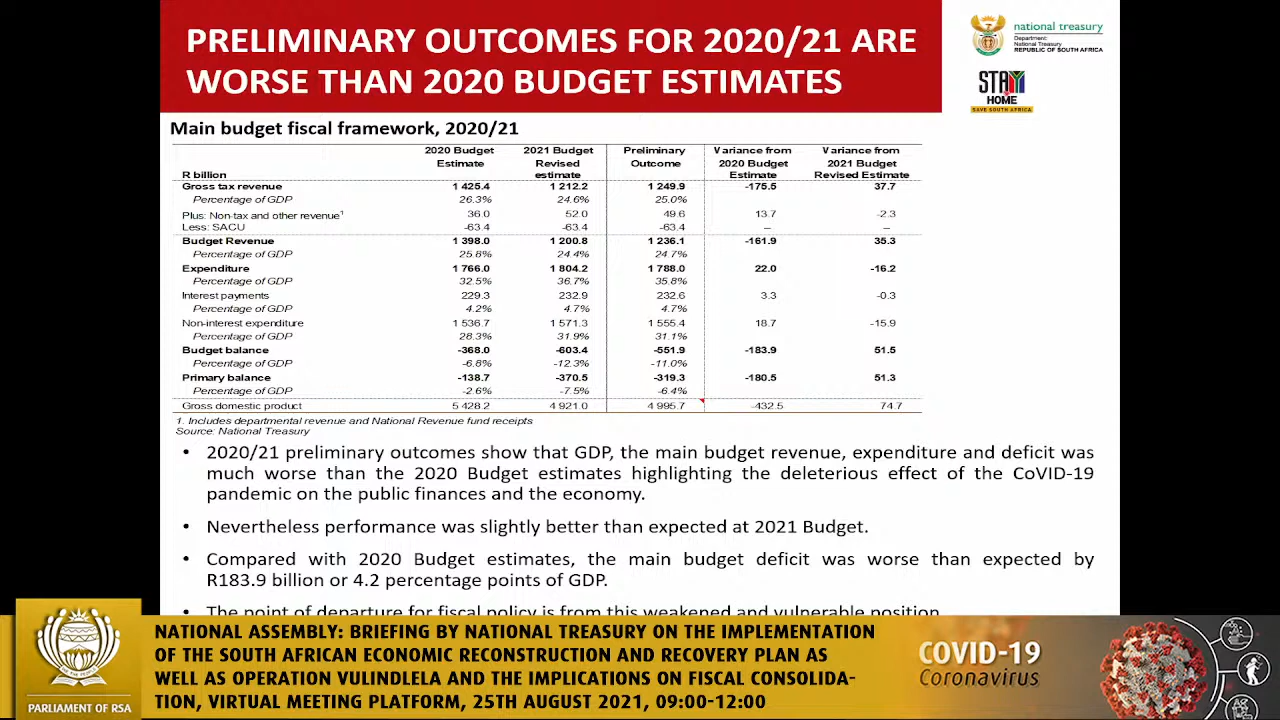 PRELIMINARY OUTCOMES FOR 2020/21 ARE
WORSE THAN 2020 BUDGET ESTIMATES
national treasury
Department:
National Treasury
REPUBLIC OF SOUTH AFRICA
STAY
HOME
SAVE SOUTH AFRICA
Main budget fiscal framework, 2020/21
R billion 2020 Budget Estimate 2021 Budget Revised estimate Preliminary Outcome Variance from 2020 Budget Estimate Variance from 2021 Budget Revised Estimate
Gross tax revenue 1 425.4 1 212.2 1 249.9 -175.5 37.7
Percentage of GDP 26.3% 24.6% 25.0%
Plus: Non-tax and other revenue1 36.0 52.0 49.6 13.7 -2.3
Less: SACU -63.4 -63.4 -63.4 – –
Budget Revenue 1 398.0 1 200.8 1 236.1 -161.9 35.3
Percentage of GDP 25.8% 24.4% 24.7%
Expenditure 1 766.0 1 804.2 1 788.0 22.0 -16.2
Percentage of GDP 32.5% 36.7% 35.8%
Interest payments 229.3 232.9 232.6 3.3 -0.3
Percentage of GDP 4.2% 4.7% 4.7%
Non-interest expenditure 1 536.7 1 571.3 1 555.4 18.7 -15.9
Percentage of GDP 28.3% 31.9% 31.1%
Budget balance -368.0 -603.4 -551.9 -183.9 51.5
Percentage of GDP -6.8% -12.3% -11.0%
Primary balance -138.7 -370.5 -319.3 -180.5 51.3
Percentage of GDP -2.6% -7.5% -6.4%
Gross domestic product 5 428.2 4 921.0 4 995.7 -432.5 74.7
1. Includes departmental revenue and National Revenue fund receipts
Source: National Treasury
• 2020/21 preliminary outcomes show that GDP, the main budget revenue, expenditure and deficit was
much worse than the 2020 Budget estimates highlighting the deleterious effect of the CoVID-19
pandemic on the public finances and the economy.
• Nevertheless performance was slightly better than expected at 2021 Budget.
• Compared with 2020 Budget estimates, the main budget deficit was worse than expected by
R183.9 billion or 4.2 percentage points of GDP.
• The point of departure for fiscal policy is from this weakened and vulnerable position
PARLIAMENT OF RSA
NATIONAL ASSEMBLY: BRIEFING BY NATIONAL TREASURY ON THE IMPLEMENTATION
OF THE SOUTH AFRICAN ECONOMIC RECONSTRUCTION AND RECOVERY PLAN AS
WELL AS OPERATION VULINDLELA AND THE IMPLICATIONS ON FISCAL CONSOLIDA-
TION, VIRTUAL MEETING PLATFORM, 25TH AUGUST 2021, 09:00-12:00
COVID-19
Coronavirus